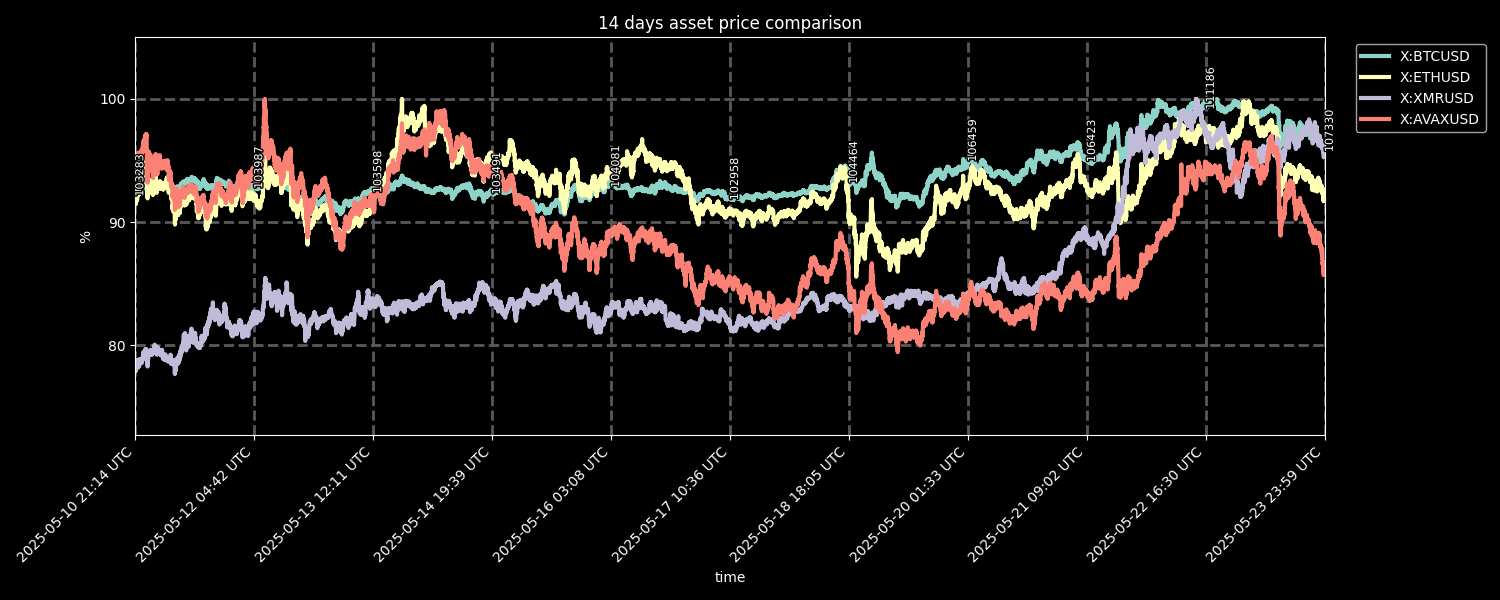 14 days asset price comparison
X:BTCUSD
X:ETHUSD
X:XMRUSD
X:AVAXUSD
100
90
80
%
103283
103987
103598
103491
104081
102958
104464
106459
106423
111186
107330
2025-05-10 21:14 UTC
2025-05-12 04:42 UTC
2025-05-13 12:11 UTC
2025-05-14 19:39 UTC
2025-05-16 03:08 UTC
2025-05-17 10:36 UTC
2025-05-18 18:05 UTC
2025-05-20 01:33 UTC
2025-05-21 09:02 UTC
2025-05-22 16:30 UTC
2025-05-23 23:59 UTC
time